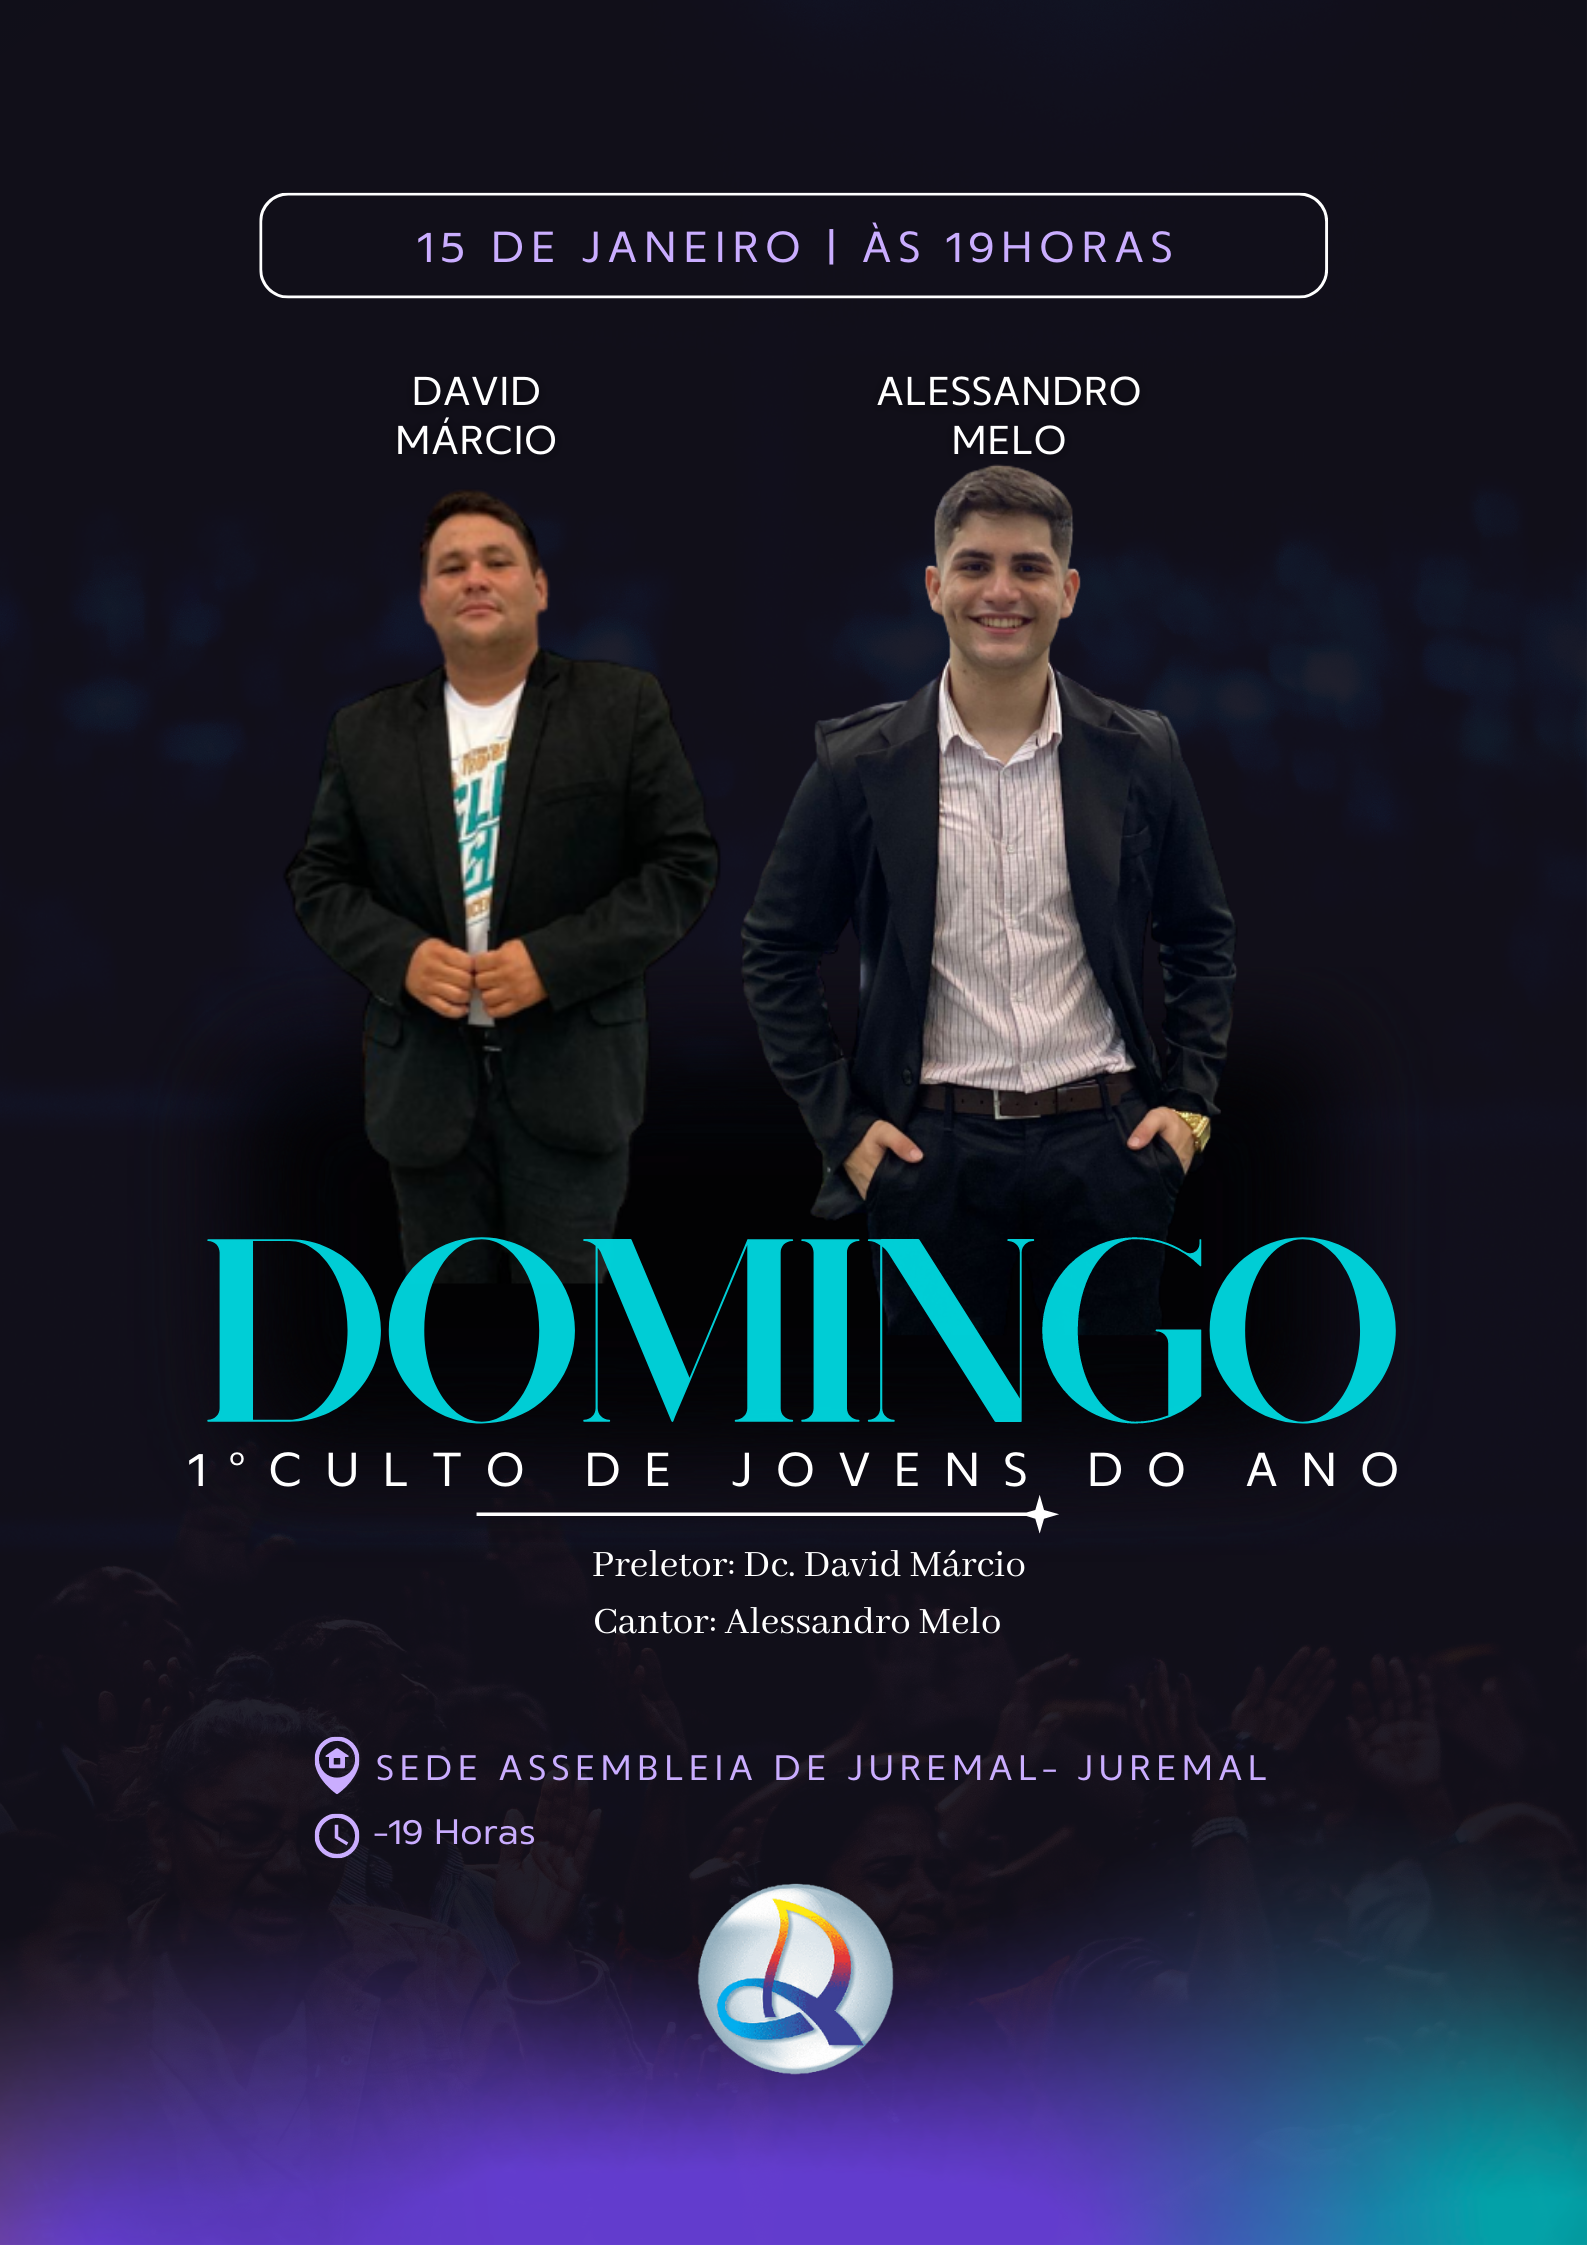 15 DE JANEIRO | ÀS 19HORAS
DAVID
MÁRCIO
ALESSANDRO
MELO
DOMINGO
1°CULTO DE JOVENS DO ANO
Preletor: Dc. David Márcio
Cantor: Alessandro Melo
SEDE ASSEMBLEIA DE JUREMAL- JUREMAL
-19 Horas